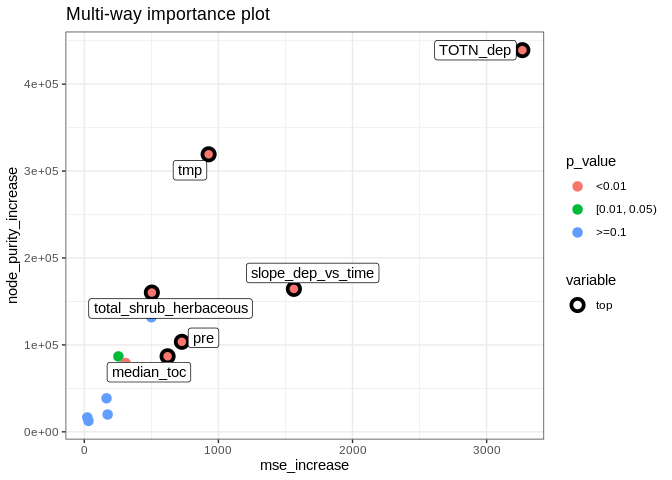 Multi-way importance plot
TOTN_dep
4e+05
tmp
3e+05
p_value
<0.01
[0.01, 0.05)
>=0.1
node_purity_increase
2e+05
slope_dep_vs_time
variable
top
total_shrub_herbaceous
pre
1e+05
median_toc
0e+00
0
1000
2000
3000
mse_increase